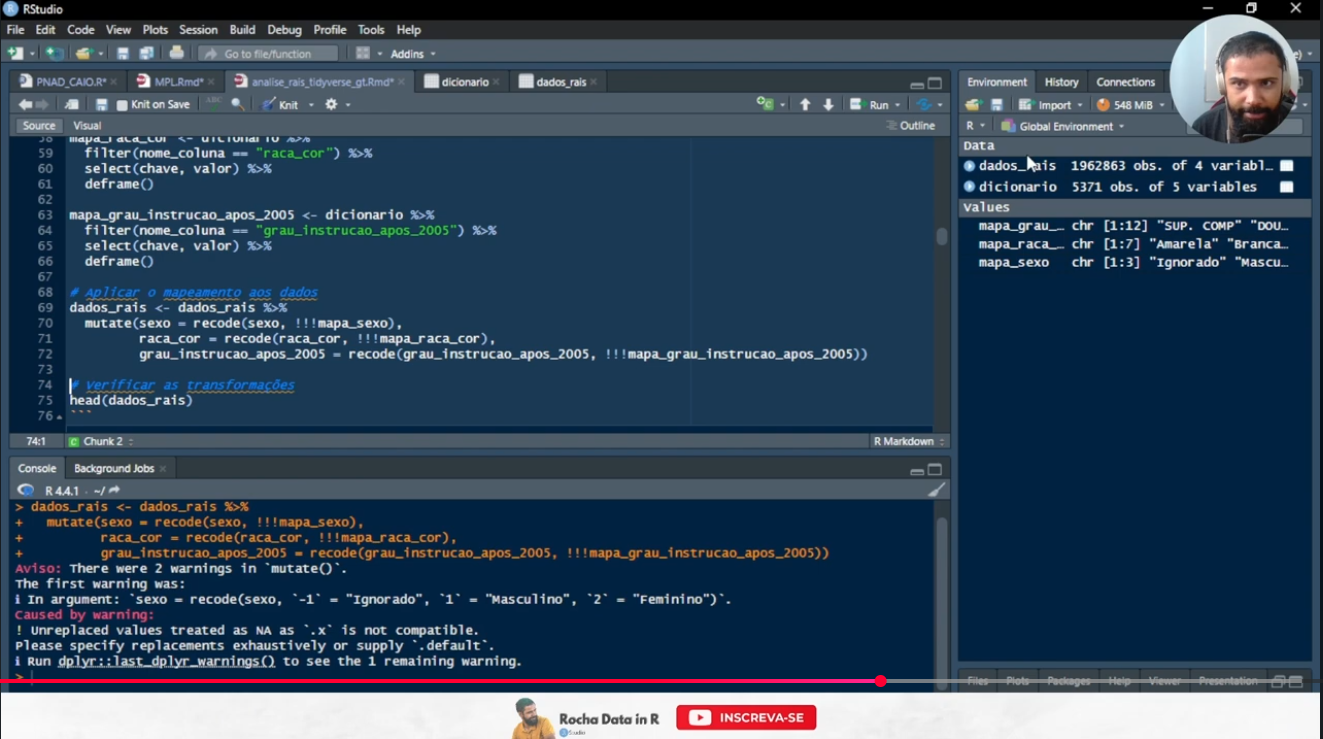 RStudio
File Edit Code View Plots Session Build Debug Profile Tools Help
Go to file/function Addins
PNAD_CAIO.R* MPL.Rmd* analise_rais_tidyverse_gt.Rmd* dicionario dados_rais
Knit on Save ABC Knit Run
Source Visual Outline
58 mapa_raca_cor <- dicionario %>%
59 filter(nome_coluna == "raca_cor") %>%
60 select(chave, valor) %>%
61 deframe()
62
63 mapa_grau_instrucao_apos_2005 <- dicionario %>%
64 filter(nome_coluna == "grau_instrucao_apos_2005") %>%
65 select(chave, valor) %>%
66 deframe()
67
68 # Aplicar o mapeamento aos dados
69 dados_rais <- dados_rais %>%
70 mutate(sexo = recode(sexo, !!!mapa_sexo),
71 raca_cor = recode(raca_cor, !!!mapa_raca_cor),
72 grau_instrucao_apos_2005 = recode(grau_instrucao_apos_2005, !!!mapa_grau_instrucao_apos_2005))
73
74 # Verificar as transformações
75 head(dados_rais)
76 ```
74:1 C Chunk 2 R Markdown
Console Background Jobs
R R 4.4.1 · ~/
> dados_rais <- dados_rais %>%
+ mutate(sexo = recode(sexo, !!!mapa_sexo),
+ raca_cor = recode(raca_cor, !!!mapa_raca_cor),
+ grau_instrucao_apos_2005 = recode(grau_instrucao_apos_2005, !!!mapa_grau_instrucao_apos_2005))
Aviso: There were 2 warnings in `mutate()`.
The first warning was:
i In argument: `sexo = recode(sexo, `-1` = "Ignorado", `1` = "Masculino", `2` = "Feminino")`.
Caused by warning:
! Unreplaced values treated as NA as `.x` is not compatible.
Please specify replacements exhaustively or supply `.default`.
i Run dplyr::last_dplyr_warnings() to see the 1 remaining warning.
>
Environment History Connections
Import 548 MiB
R Global Environment
Data
dados_rais 1962863 obs. of 4 variabl…
dicionario 5371 obs. of 5 variables
Values
mapa_grau_… chr [1:12] "SUP. COMP" "DOU…
mapa_raca_… chr [1:7] "Amarela" "Branca…
mapa_sexo chr [1:3] "Ignorado" "Mascu…
Files Plots Packages Help Viewer Presentation
Rocha Data in R
R Studio
INSCREVA-SE